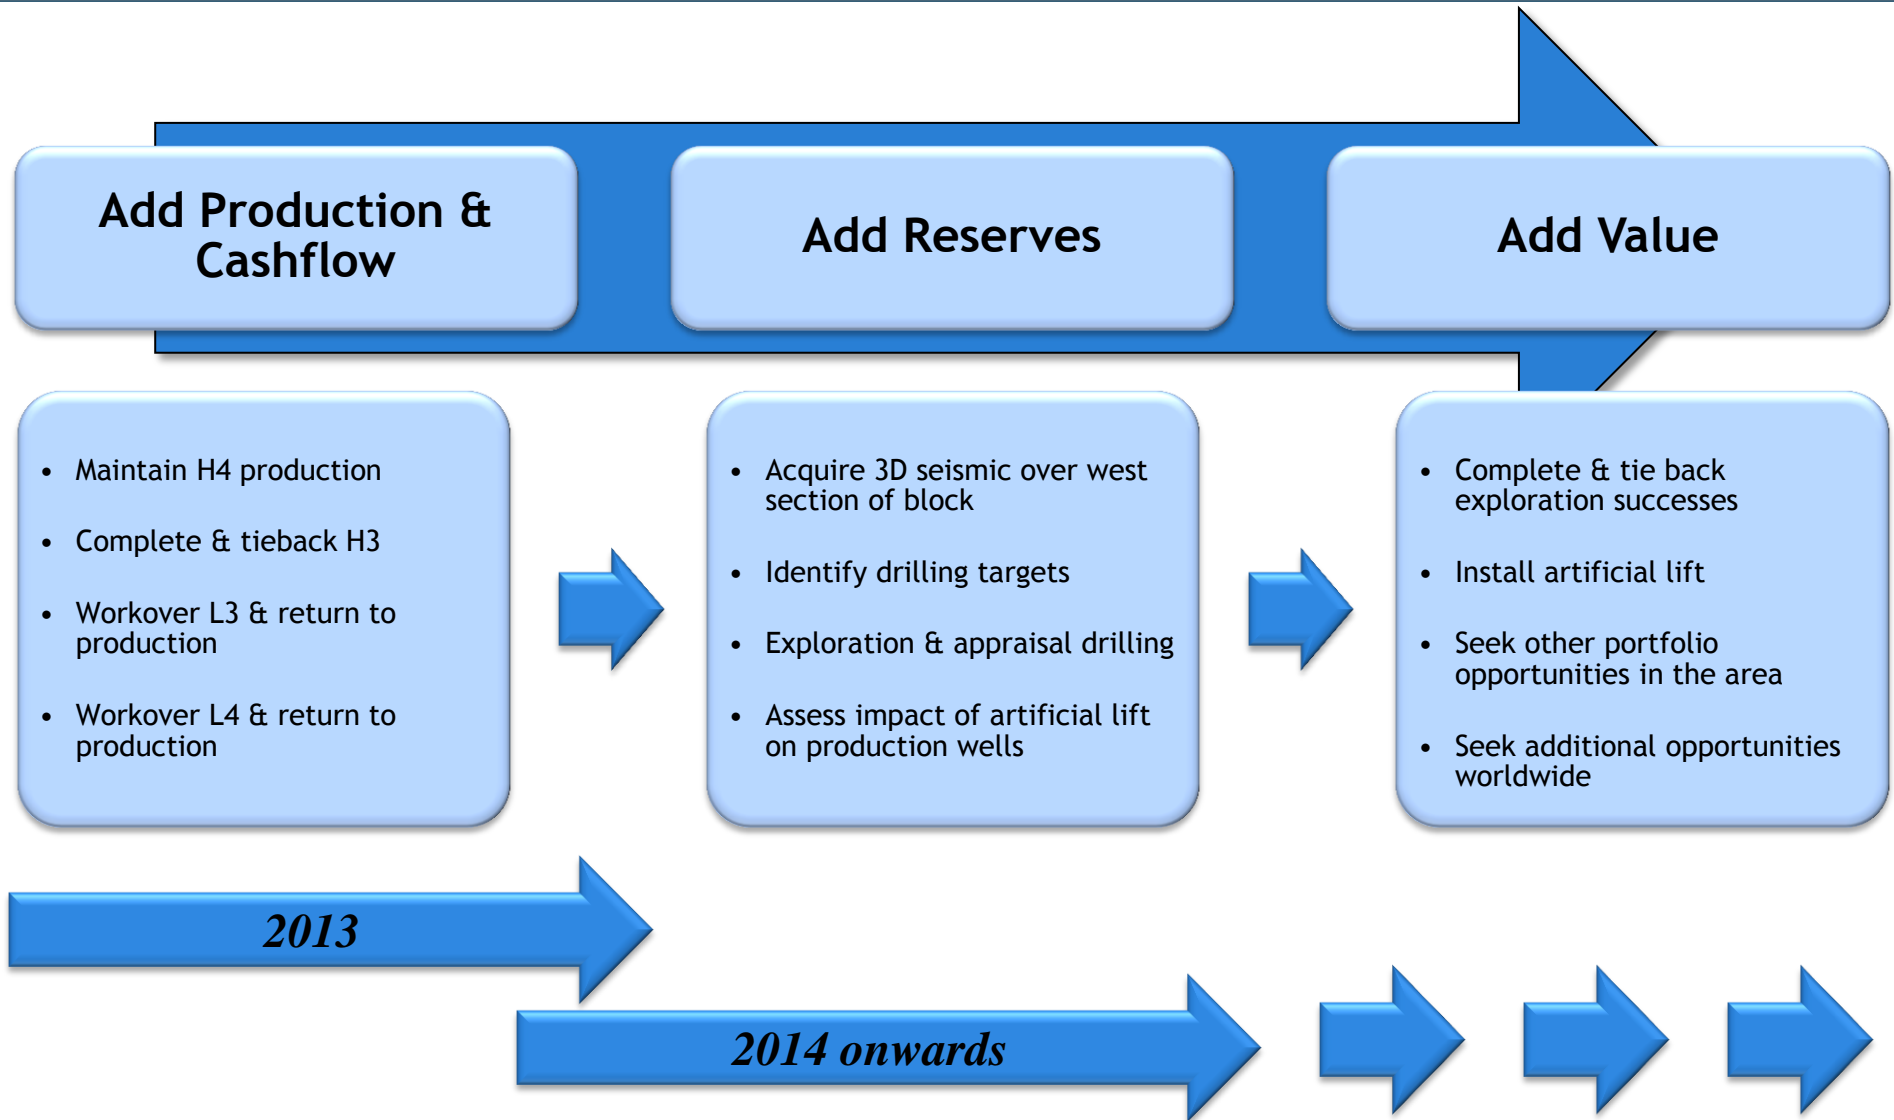 Add Production &
Cashflow
Add Reserves
Add Value
• Maintain H4 production
• Complete & tieback H3
• Workover L3 & return to
production
• Workover L4 & return to
production
• Acquire 3D seismic over west
section of block
• Identify drilling targets
• Exploration & appraisal drilling
• Assess impact of artificial lift
on production wells
• Complete & tie back
exploration successes
• Install artificial lift
• Seek other portfolio
opportunities in the area
• Seek additional opportunities
worldwide
2013
2014 onwards